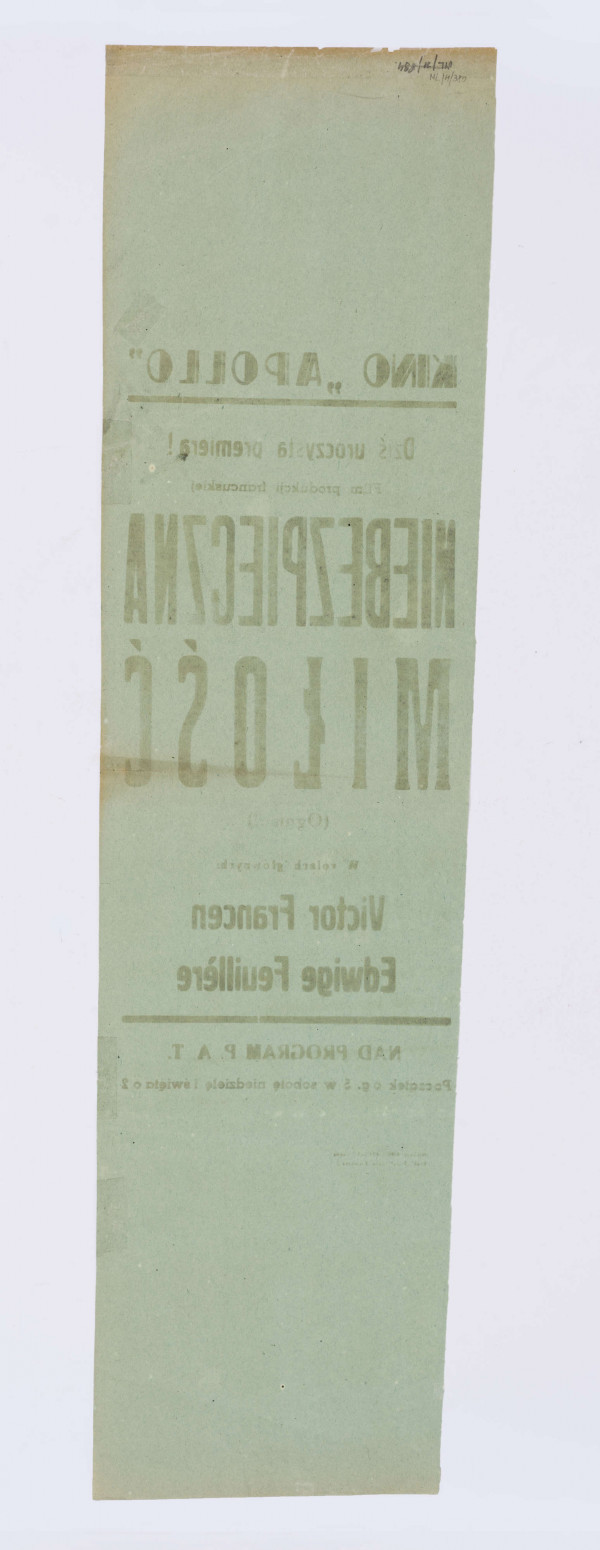 KINO „APOLLO”
Dziś uroczysta premiera!
Film produkcji francuskiej
NIEBEZPIECZNA
MIŁOŚĆ
W rolach głównych:
Victor Francen
Edwige Feuillère
NAD PROGRAM P. A. T.
Początek o g. 5 w sobotę niedzielę i święta o 2